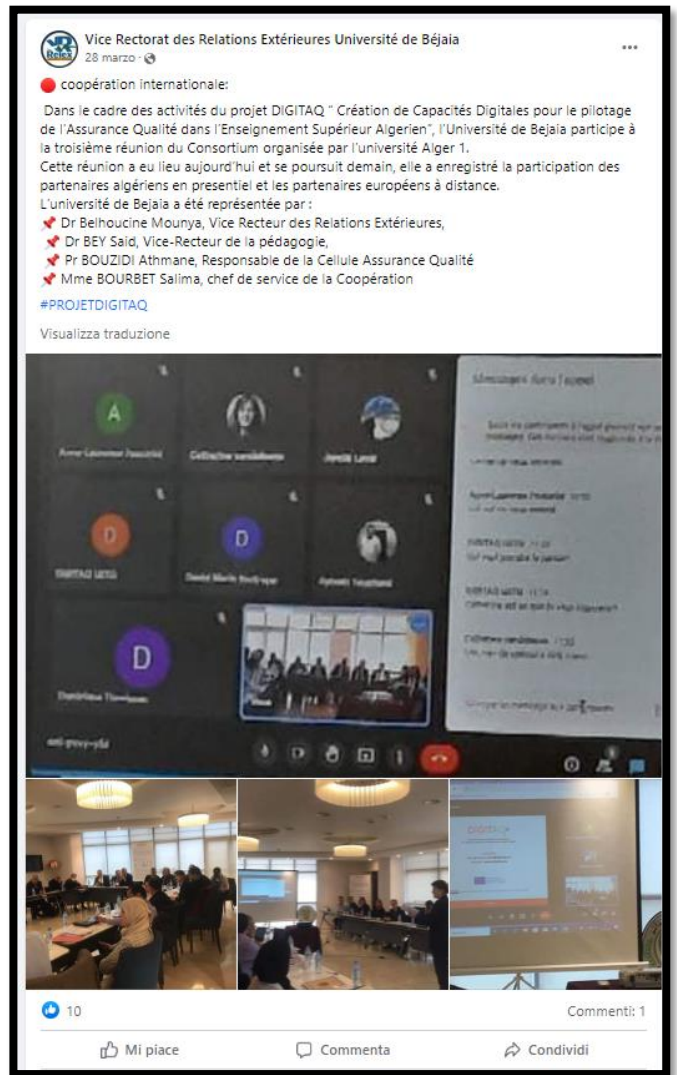 Relex
Vice Rectorat des Relations Extérieures Université de Béjaia
28 marzo ·
coopération internationale:
Dans le cadre des activités du projet DIGITAQ " Création de Capacités Digitales pour le pilotage
de l'Assurance Qualité dans l'Enseignement Supérieur Algerien", l'Université de Bejaia participe à
la troisième réunion du Consortium organisée par l'université Alger 1.
Cette réunion a eu lieu aujourd'hui et se poursuit demain, elle a enregistré la participation des
partenaires algériens en presentiel et les partenaires européens à distance.
L'université de Bejaia a été représentée par :
Dr Belhoucine Mounya, Vice Recteur des Relations Extérieures,
Dr BEY Said, Vice-Recteur de la pédagogie,
Pr BOUZIDI Athmane, Responsable de la Cellule Assurance Qualité
Mme BOURBET Salima, chef de service de la Coopération
#PROJETDIGITAQ
Visualizza traduzione
Messages dans l'appel
A
D
D
DIGITAQ
D
10
Commenti: 1
Mi piace
Commenta
Condividi